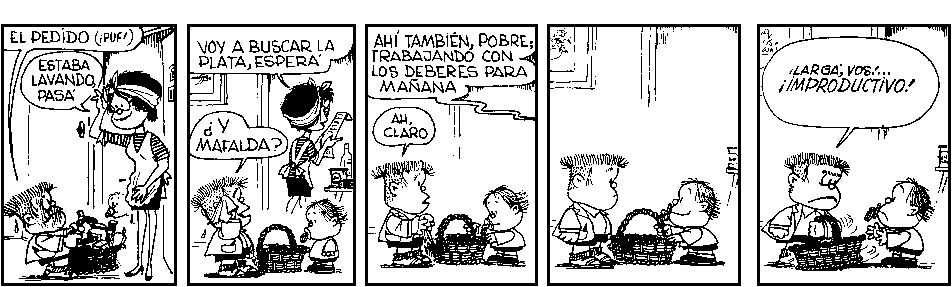 EL PEDIDO (¡PUF!)
ESTABA
LAVANDO,
PASÁ
VOY A BUSCAR LA
PLATA, ESPERÁ
¿Y
MAFALDA?
AHÍ TAMBIÉN, POBRE;
TRABAJANDO CON
LOS DEBERES PARA
MAÑANA
AH,
CLARO
¡LARGÁ, VOS!...
¡IMPRODUCTIVO!